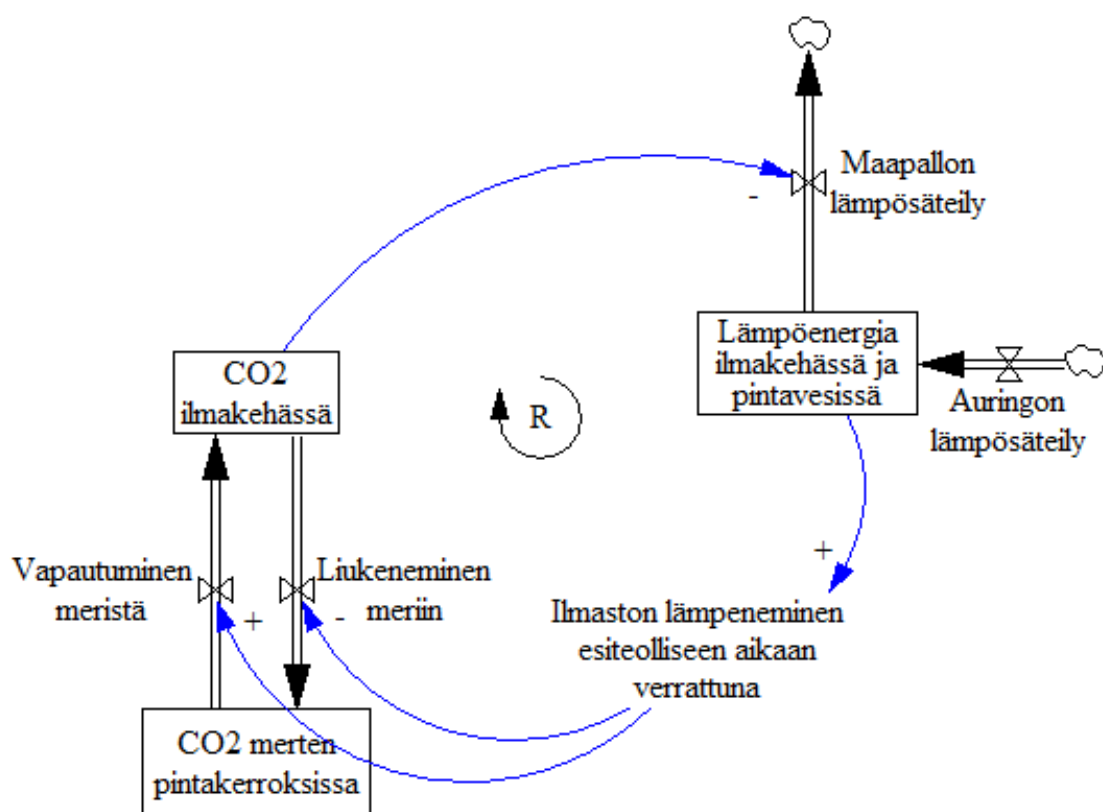 Maapallon
lämpösäteily
-
Lämpöenergia
ilmakehässä ja
pintavesissä
Auringon
lämpösäteily
CO2
ilmakehässä
R
+
Vapautuminen
meristä
+
Liukeneminen
meriin
-
Ilmaston lämpeneminen
esiteolliseen aikaan
verrattuna
CO2 merten
pintakerroksissa